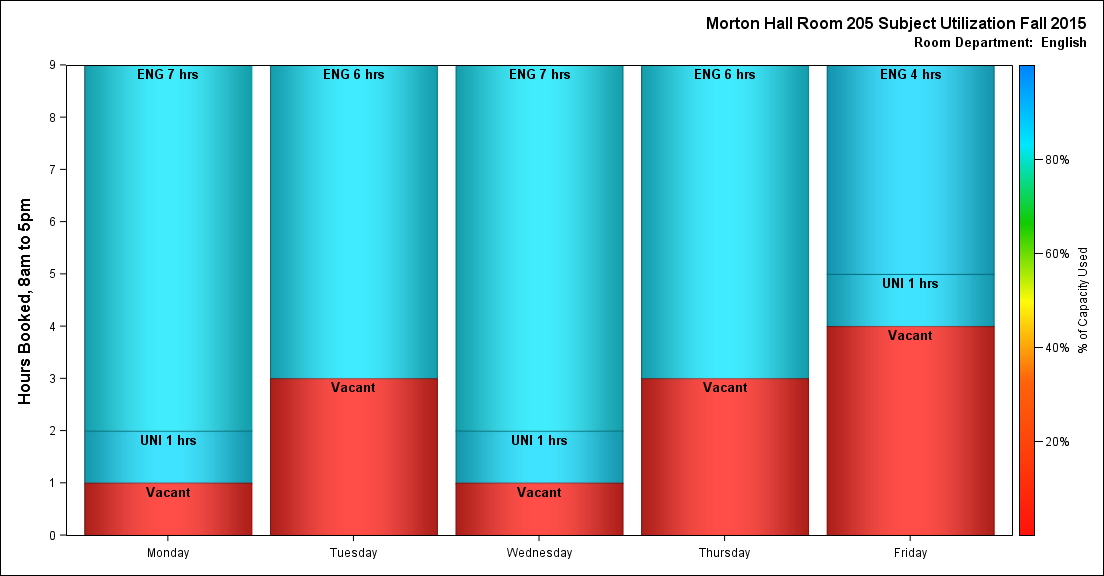 Morton Hall Room 205 Subject Utilization Fall 2015
Room Department:  English
Hours Booked, 8am to 5pm
9
8
7
6
5
4
3
2
1
0
ENG 7 hrs
UNI 1 hrs
Vacant
ENG 6 hrs
Vacant
ENG 7 hrs
UNI 1 hrs
Vacant
ENG 6 hrs
Vacant
ENG 4 hrs
UNI 1 hrs
Vacant
Monday
Tuesday
Wednesday
Thursday
Friday
80%
60%
40%
20%
% of Capacity Used